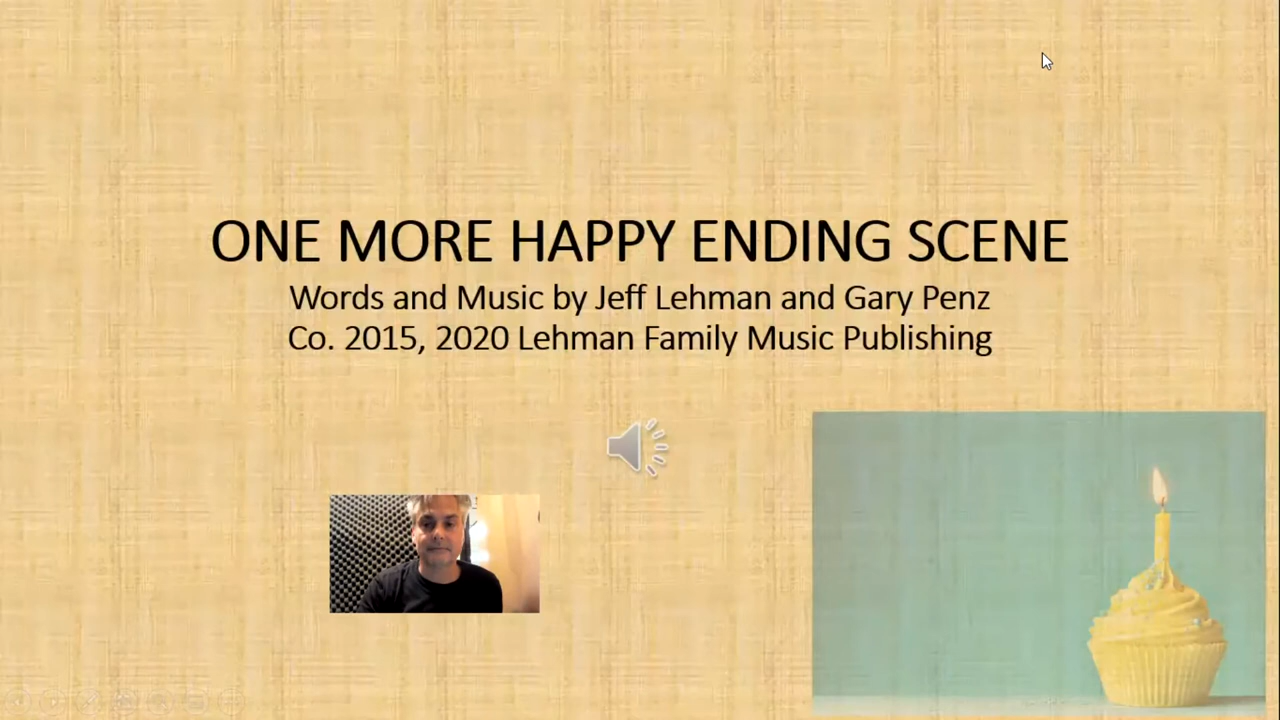 ONE MORE HAPPY ENDING SCENE
Words and Music by Jeff Lehman and Gary Penz
Co. 2015, 2020 Lehman Family Music Publishing